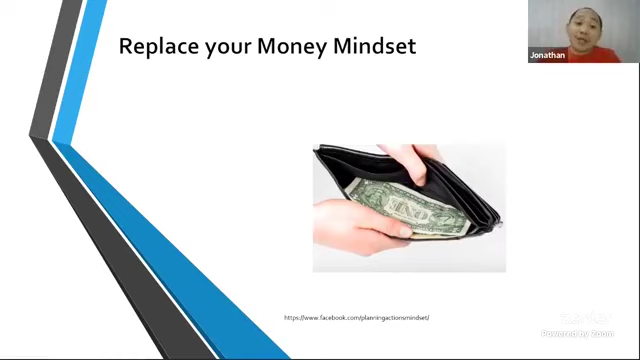 Replace your Money Mindset
Jonathan
https://www.facebook.com/planningactionsmindset/
Powered by Zoom